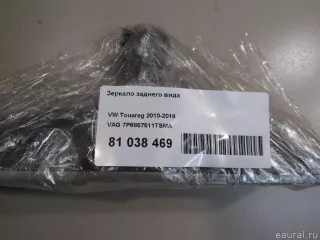 Зеркало заднего вида
VW Touareg 2010-2018
VAG 7P6857511TSMA
81 038 469
eaural.ru